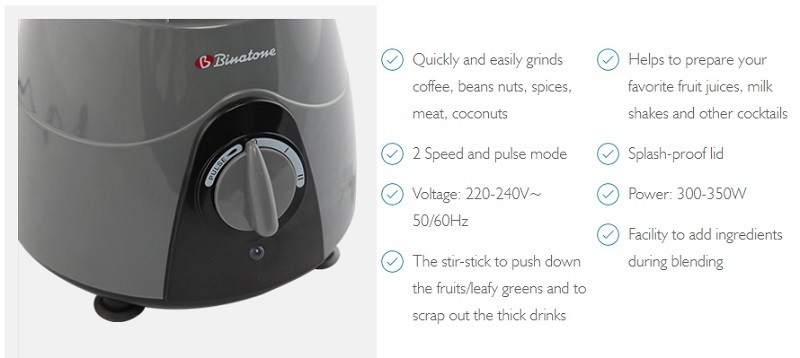 Binatone
PULSE
0
I
II
Quickly and easily grinds
coffee, beans nuts, spices,
meat, coconuts
2 Speed and pulse mode
Voltage: 220-240V~
50/60Hz
The stir-stick to push down
the fruits/leafy greens and to
scrap out the thick drinks
Helps to prepare your
favorite fruit juices, milk
shakes and other cocktails
Splash-proof lid
Power: 300-350W
Facility to add ingredients
during blending